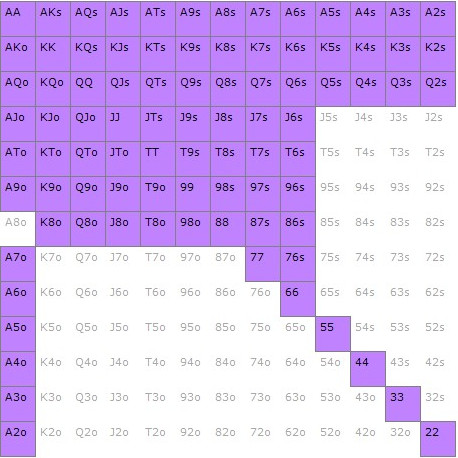 AA AKs AQs AJs ATs A9s A8s A7s A6s A5s A4s A3s A2s
AKo KK KQs KJs KTs K9s K8s K7s K6s K5s K4s K3s K2s
AQo KQo QQ QJs QTs Q9s Q8s Q7s Q6s Q5s Q4s Q3s Q2s
AJo KJo QJo JJ JTs J9s J8s J7s J6s J5s J4s J3s J2s
ATo KTo QTo JTo TT T9s T8s T7s T6s T5s T4s T3s T2s
A9o K9o Q9o J9o T9o 99 98s 97s 96s 95s 94s 93s 92s
A8o K8o Q8o J8o T8o 98o 88 87s 86s 85s 84s 83s 82s
A7o K7o Q7o J7o T7o 97o 87o 77 76s 75s 74s 73s 72s
A6o K6o Q6o J6o T6o 96o 86o 76o 66 65s 64s 63s 62s
A5o K5o Q5o J5o T5o 95o 85o 75o 65o 55 54s 53s 52s
A4o K4o Q4o J4o T4o 94o 84o 74o 64o 54o 44 43s 42s
A3o K3o Q3o J3o T3o 93o 83o 73o 63o 53o 43o 33 32s
A2o K2o Q2o J2o T2o 92o 82o 72o 62o 52o 42o 32o 22